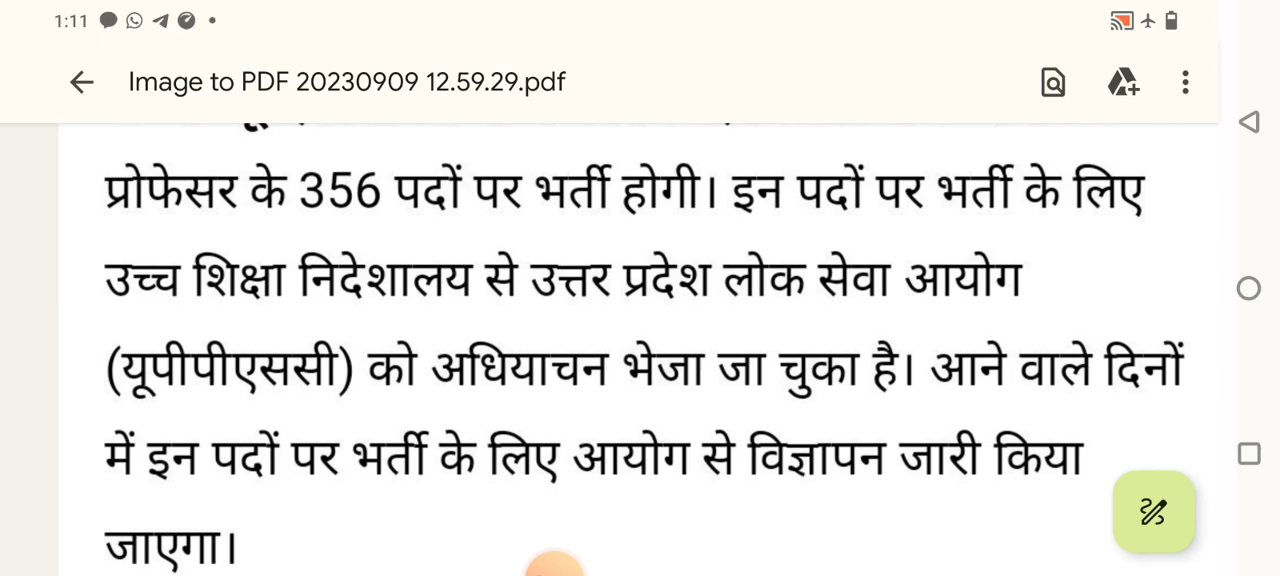 1:11
Image to PDF 20230909 12.59.29.pdf
प्रोफेसर के 356 पदों पर भर्ती होगी। इन पदों पर भर्ती के लिए
उच्च शिक्षा निदेशालय से उत्तर प्रदेश लोक सेवा आयोग
(यूपीपीएससी) को अधियाचन भेजा जा चुका है। आने वाले दिनों
में इन पदों पर भर्ती के लिए आयोग से विज्ञापन जारी किया
जाएगा।